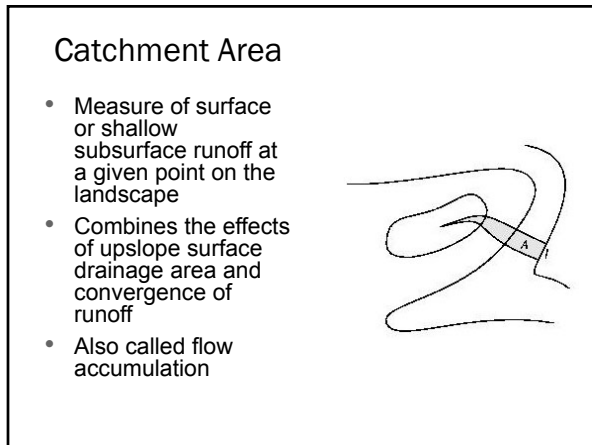 Catchment Area
• Measure of surface
or shallow
subsurface runoff at
a given point on the
landscape
• Combines the effects
of upslope surface
drainage area and
convergence of
runoff
• Also called flow
accumulation
A